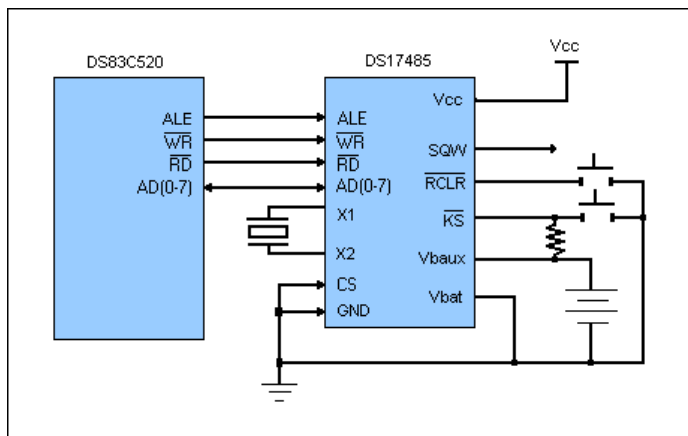 DS83C520
ALE
WR
RD
AD(0-7)
DS17485
ALE
WR
RD
AD(0-7)
X1
X2
CS
GND
Vcc
SQW
RCLR
KS
Vbaux
Vbat
Vcc